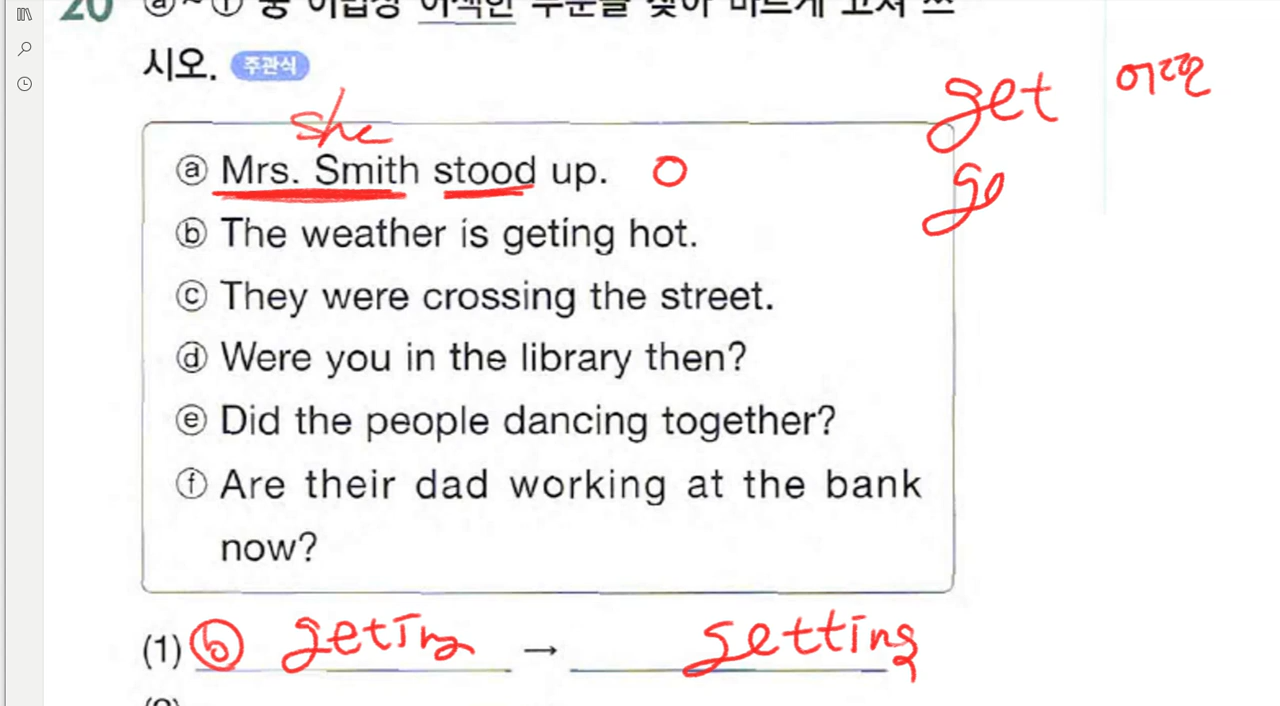 20 ⓐ~ⓕ 중 어법상 어색한 부분을 찾아 바르게 고쳐 쓰
시오. 주관식
get
she
ⓐ Mrs. Smith stood up. O
go
ⓑ The weather is geting hot.
ⓒ They were crossing the street.
ⓓ Were you in the library then?
ⓔ Did the people dancing together?
ⓕ Are their dad working at the bank
now?
(1) ⓑ geting → getting